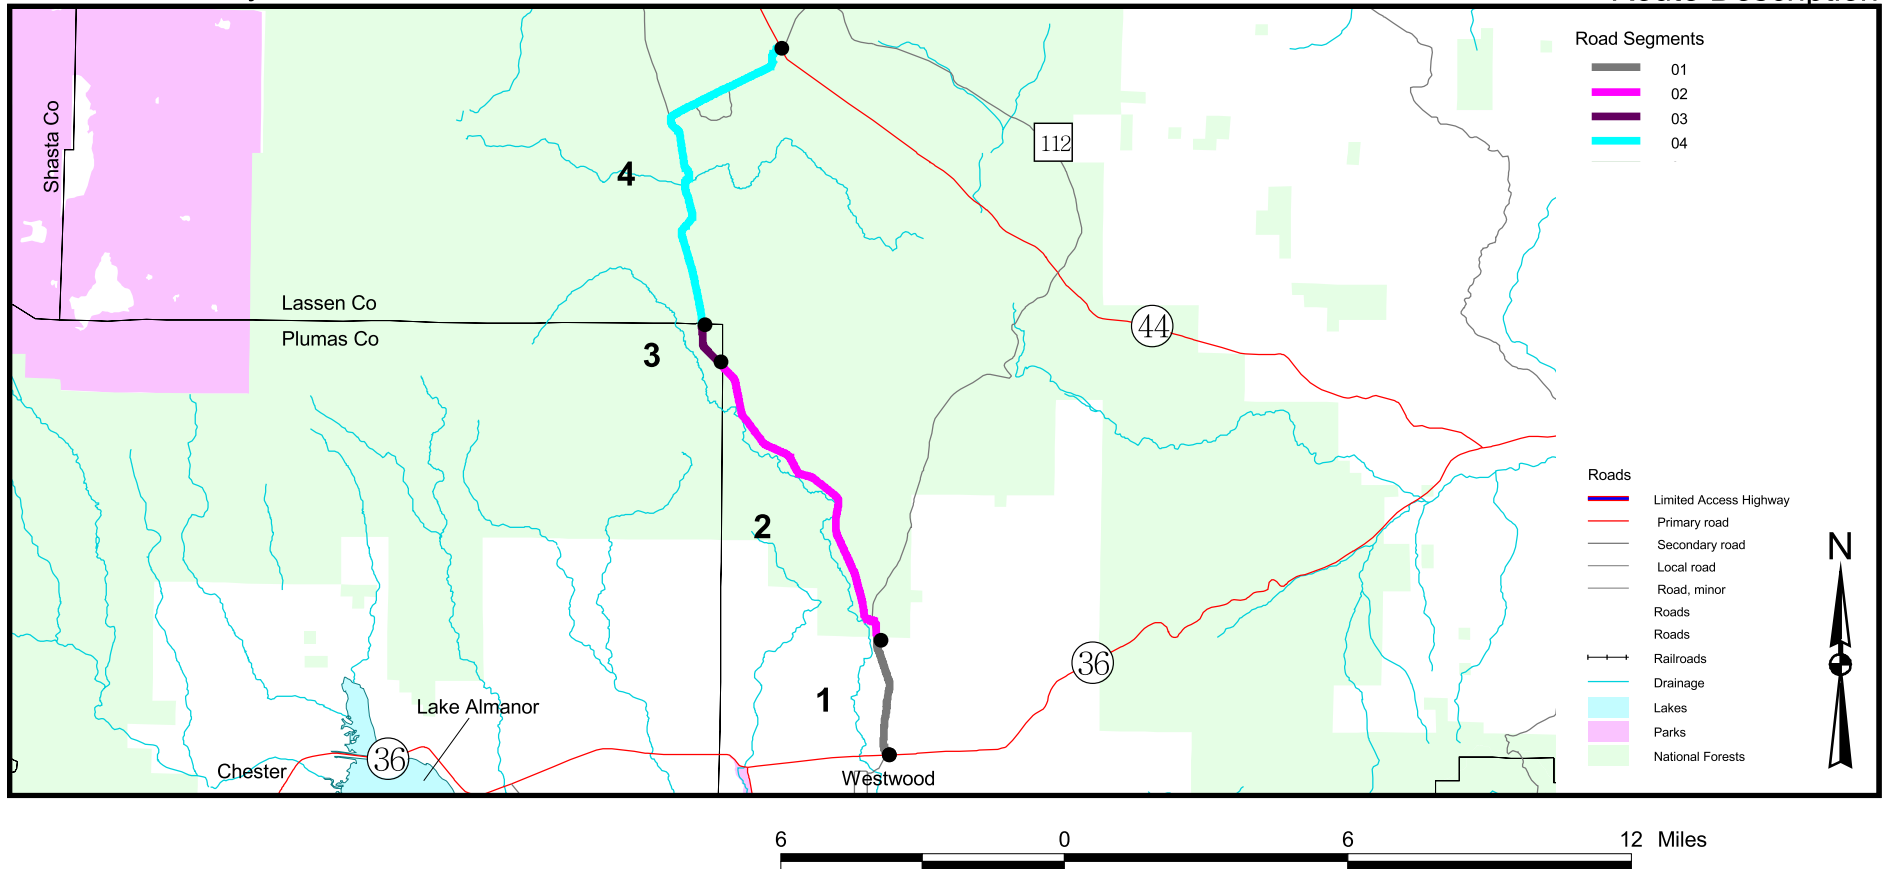 Route Description
Road Segments
01
02
03
04
Shasta Co
112
4
Lassen Co
Plumas Co
44
3
Roads
Limited Access Highway
Primary road
2
Secondary road
N
Local road
Road, minor
Roads
Roads
Railroads
36
Drainage
1
Lake Almanor
Lakes
Parks
National Forests
36
Chester
Westwood
6 0 6 12 Miles